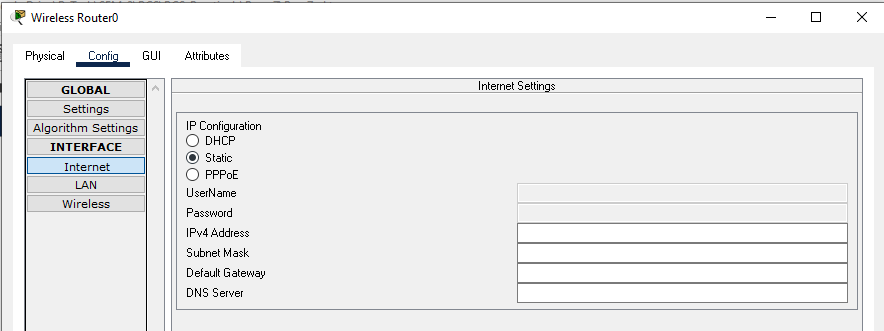 Wireless Router0
Physical Config GUI Attributes
GLOBAL
Settings
Algorithm Settings
INTERFACE
Internet
LAN
Wireless
Internet Settings
IP Configuration
DHCP
Static
PPPoE
UserName
Password
IPv4 Address
Subnet Mask
Default Gateway
DNS Server